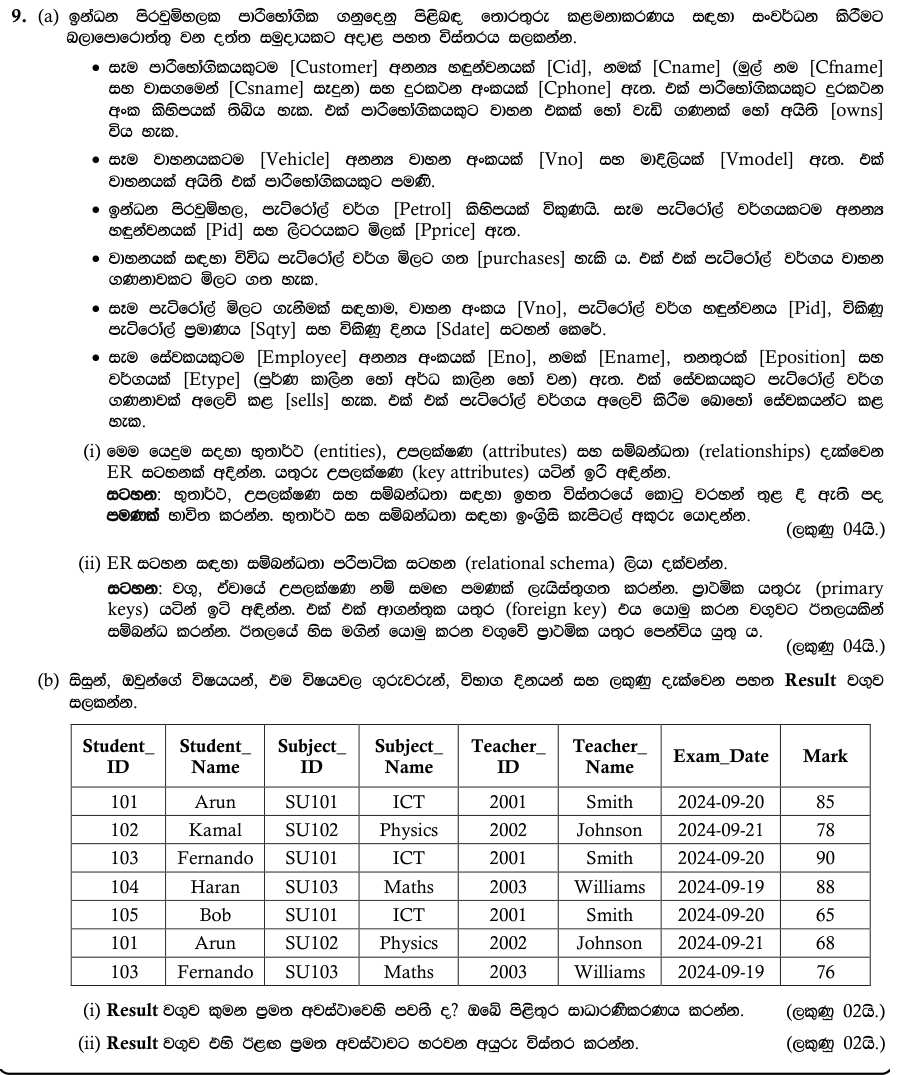 9. (a) ඉන්ධන පිරවුම්හලක පාරිභෝගික ගනුදෙනු පිළිබඳ තොරතුරු කළමනාකරණය සඳහා සංවර්ධන කිරීමට
බලාපොරොත්තු වන දත්ත සමුදායකට අදාළ පහත විස්තරය සලකන්න.
• සෑම පාරිභෝගිකයකුටම [Customer] අනන්‍ය හඳුන්වනයක් [Cid], නමක් [Cname] (මුල් නම [Cfname]
සහ වාසගමෙන් [Csname] සෑදුන) සහ දුරකථන අංකයක් [Cphone] ඇත. එක් පාරිභෝගිකයකුට දුරකථන
අංක කිහිපයක් තිබිය හැක. එක් පාරිභෝගිකයකුට වාහන එකක් හෝ වැඩි ගණනක් හෝ අයිති [owns]
විය හැක.
• සෑම වාහනයකටම [Vehicle] අනන්‍ය වාහන අංකයක් [Vno] සහ මාදිලියක් [Vmodel] ඇත. එක්
වාහනයක් අයිති එක් පාරිභෝගිකයකුට පමණි.
• ඉන්ධන පිරවුම්හල, පැට්රෝල් වර්ග [Petrol] කිහිපයක් විකුණයි. සෑම පැට්රෝල් වර්ගයකටම අනන්‍ය
හඳුන්වනයක් [Pid] සහ ලීටරයකට මිලක් [Pprice] ඇත.
• වාහනයක් සඳහා විවිධ පැට්රෝල් වර්ග මිලට ගත [purchases] හැකි ය. එක් එක් පැට්රෝල් වර්ගය වාහන
ගණනාවකට මිලට ගත හැක.
• සෑම පැට්රෝල් මිලට ගැනීමක් සඳහාම, වාහන අංකය [Vno], පැට්රෝල් වර්ග හඳුන්වනය [Pid], විකිණූ
පැට්රෝල් ප්‍රමාණය [Sqty] සහ විකිණූ දිනය [Sdate] සටහන් කෙරේ.
• සෑම සේවකයකුටම [Employee] අනන්‍ය අංකයක් [Eno], නමක් [Ename], තනතුරක් [Eposition] සහ
වර්ගයක් [Etype] (පූර්ණ කාලීන හෝ අර්ධ කාලීන හෝ වන) ඇත. එක් සේවකයකුට පැට්රෝල් වර්ග
ගණනාවක් අලෙවි කළ [sells] හැක. එක් එක් පැට්රෝල් වර්ගය අලෙවි කිරීම බොහෝ සේවකයන්ට කළ
හැක.
(i) මෙම යෙදුම සදහා භූතාර්ථ (entities), උපලක්ෂණ (attributes) සහ සම්බන්ධතා (relationships) දැක්වෙන
ER සටහනක් අඳින්න. යතුරු උපලක්ෂණ (key attributes) යටින් ඉරි අඳින්න.
සටහන: භූතාර්ථ, උපලක්ෂණ සහ සම්බන්ධතා සඳහා ඉහත විස්තරයේ කොටු වරහන් තුළ දී ඇති පද
පමණක් භාවිත කරන්න. භූතාර්ථ සහ සම්බන්ධතා සඳහා ඉංග්‍රීසි කැපිටල් අකුරු යොදන්න.
(ලකුණු 04යි.)
(ii) ER සටහන සඳහා සම්බන්ධතා පරිපාටික සටහන (relational schema) ලියා දක්වන්න.
සටහන: වගු, ඒවායේ උපලක්ෂණ නම් සමඟ පමණක් ලැයිස්තුගත කරන්න. ප්‍රාථමික යතුරු (primary
keys) යටින් ඉටි අඳින්න. එක් එක් ආගන්තුක යතුර (foreign key) එය යොමු කරන වගුවට ඊතලයකින්
සම්බන්ධ කරන්න. ඊතලයේ හිස මගින් යොමු කරන වගුවේ ප්‍රාථමික යතුර පෙන්විය යුතු ය.
(ලකුණු 04යි.)
(b) සිසුන්, ඔවුන්ගේ විෂයයන්, එම විෂයවල ගුරුවරුන්, විභාග දිනයන් සහ ලකුණු දැක්වෙන පහත Result වගුව
සලකන්න.
Student_ID Student_Name Subject_ID Subject_Name Teacher_ID Teacher_Name Exam_Date Mark
101 Arun SU101 ICT 2001 Smith 2024-09-20 85
102 Kamal SU102 Physics 2002 Johnson 2024-09-21 78
103 Fernando SU101 ICT 2001 Smith 2024-09-20 90
104 Haran SU103 Maths 2003 Williams 2024-09-19 88
105 Bob SU101 ICT 2001 Smith 2024-09-20 65
101 Arun SU102 Physics 2002 Johnson 2024-09-21 68
103 Fernando SU103 Maths 2003 Williams 2024-09-19 76
(i) Result වගුව කුමන ප්‍රමත අවස්ථාවෙහි පවතී ද? ඔබේ පිළිතුර සාධාරණීකරණය කරන්න. (ලකුණු 02යි.)
(ii) Result වගුව එහි ඊළඟ ප්‍රමත අවස්ථාවට හරවන අයුරු විස්තර කරන්න. (ලකුණු 02යි.)